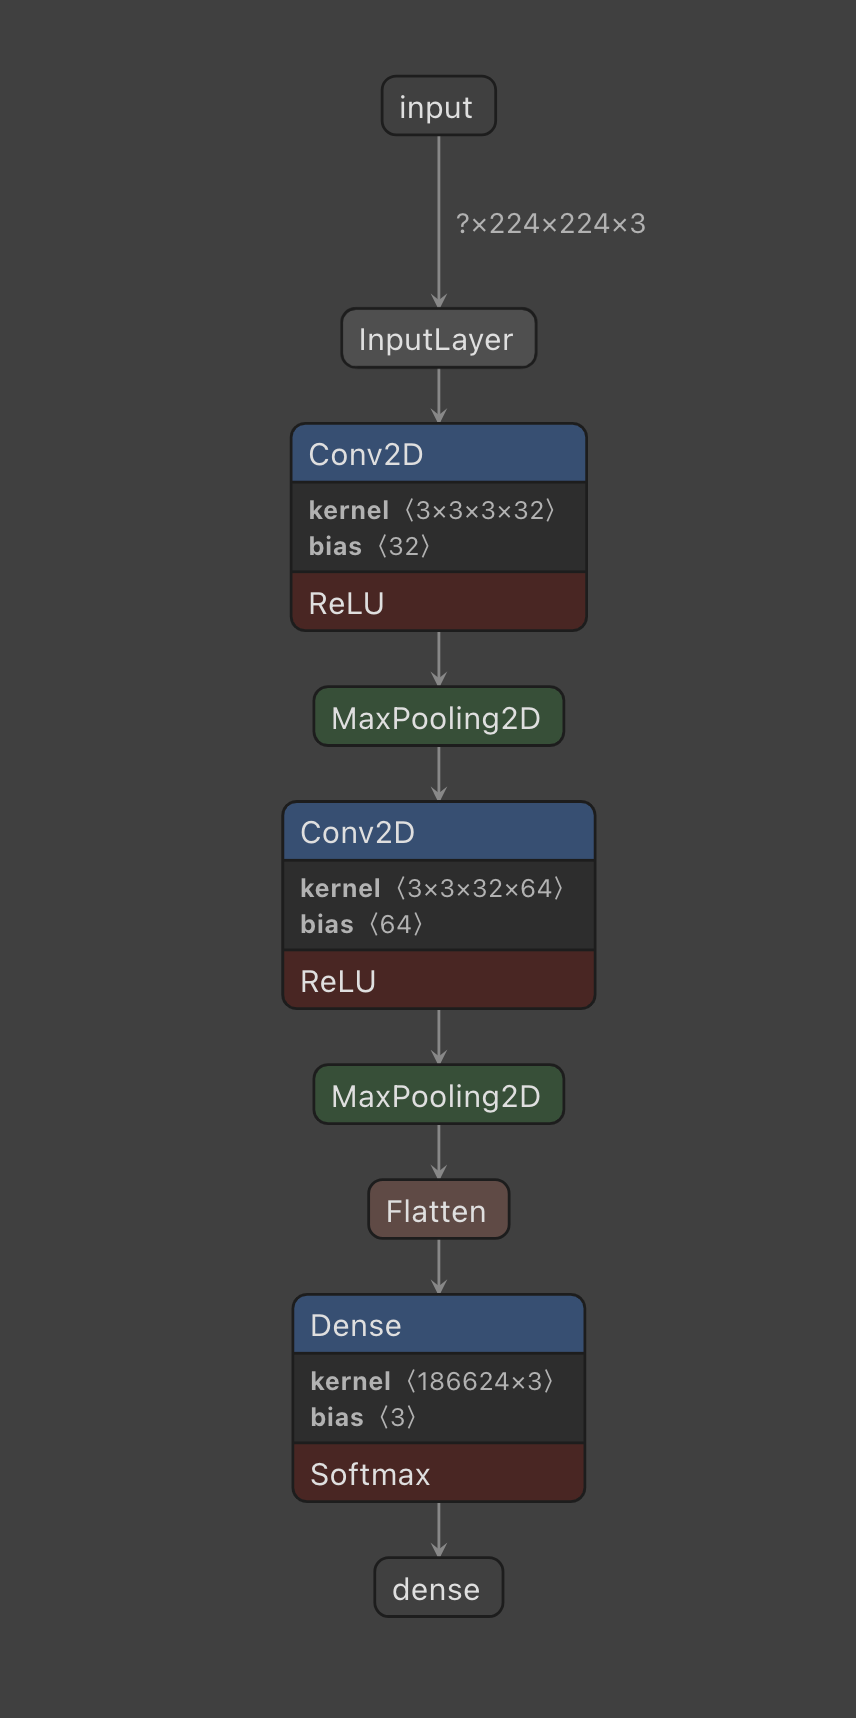 input
?×224×224×3
InputLayer
Conv2D
kernel ⟨3×3×3×32⟩
bias ⟨32⟩
ReLU
MaxPooling2D
Conv2D
kernel ⟨3×3×32×64⟩
bias ⟨64⟩
ReLU
MaxPooling2D
Flatten
Dense
kernel ⟨186624×3⟩
bias ⟨3⟩
Softmax
dense